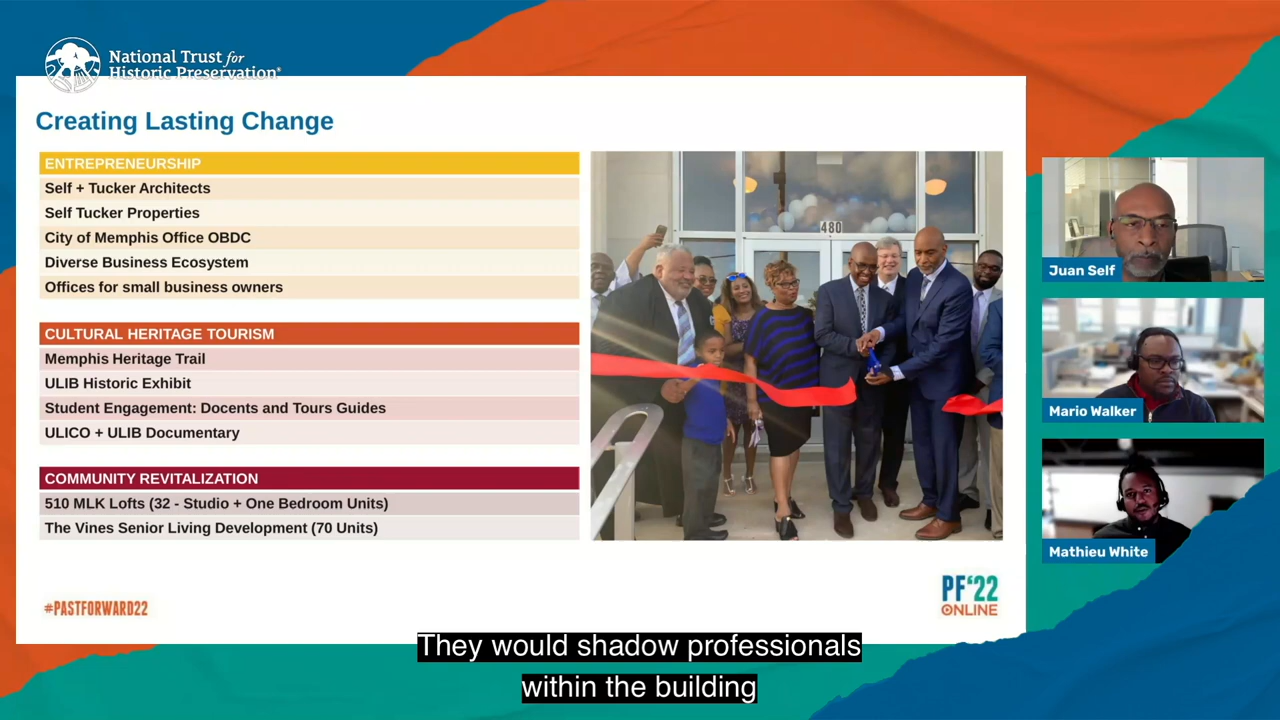 National Trust for
Historic Preservation®
Creating Lasting Change
ENTREPRENEURSHIP
Self + Tucker Architects
Self Tucker Properties
City of Memphis Office OBDC
Diverse Business Ecosystem
Offices for small business owners
CULTURAL HERITAGE TOURISM
Memphis Heritage Trail
ULIB Historic Exhibit
Student Engagement: Docents and Tours Guides
ULICO + ULIB Documentary
COMMUNITY REVITALIZATION
510 MLK Lofts (32 - Studio + One Bedroom Units)
The Vines Senior Living Development (70 Units)
480
Juan Self
Mario Walker
Mathieu White
#PASTFORWARD22
PF'22
ONLINE
They would shadow professionals
within the building